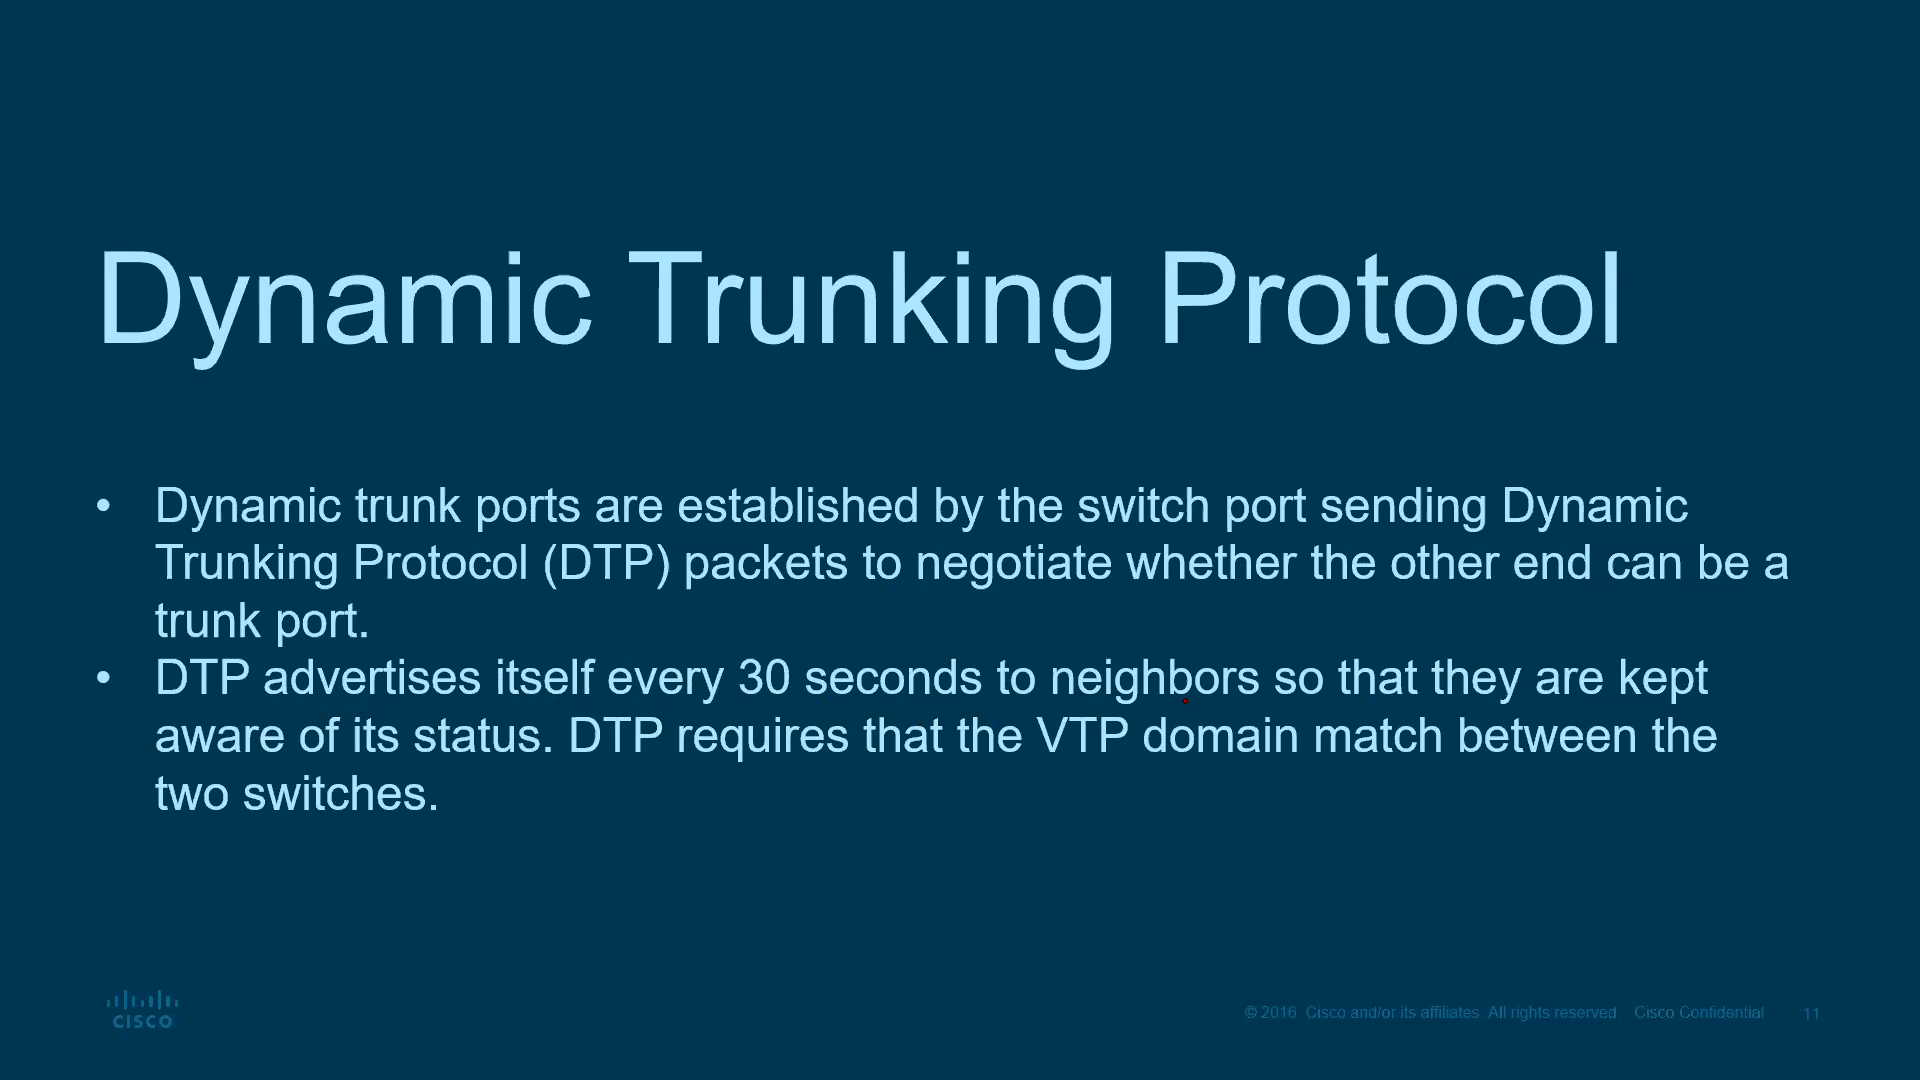 Dynamic Trunking Protocol
• Dynamic trunk ports are established by the switch port sending Dynamic
Trunking Protocol (DTP) packets to negotiate whether the other end can be a
trunk port.
• DTP advertises itself every 30 seconds to neighbors so that they are kept
aware of its status. DTP requires that the VTP domain match between the
two switches.
CISCO
© 2016 Cisco and/or its affiliates. All rights reserved. Cisco Confidential 11